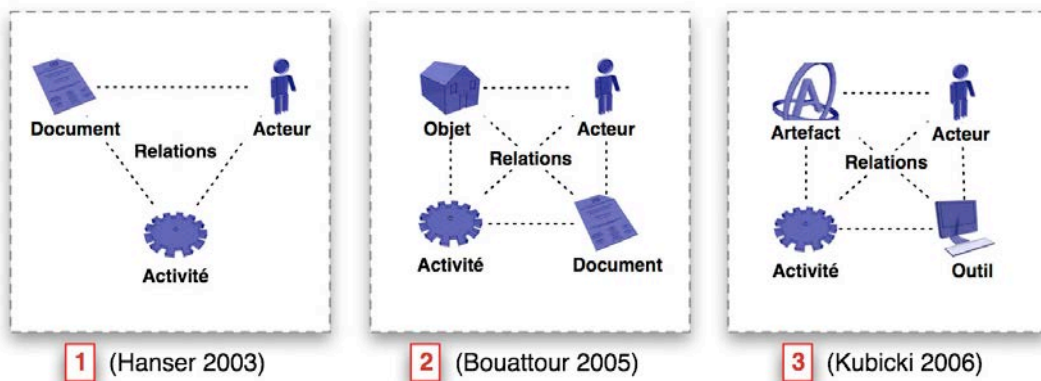 Document
Acteur
Relations
Activité
1 (Hanser 2003)
Objet
Acteur
Relations
Activité
Document
2 (Bouattour 2005)
Artefact
Acteur
Relations
Activité
Outil
3 (Kubicki 2006)